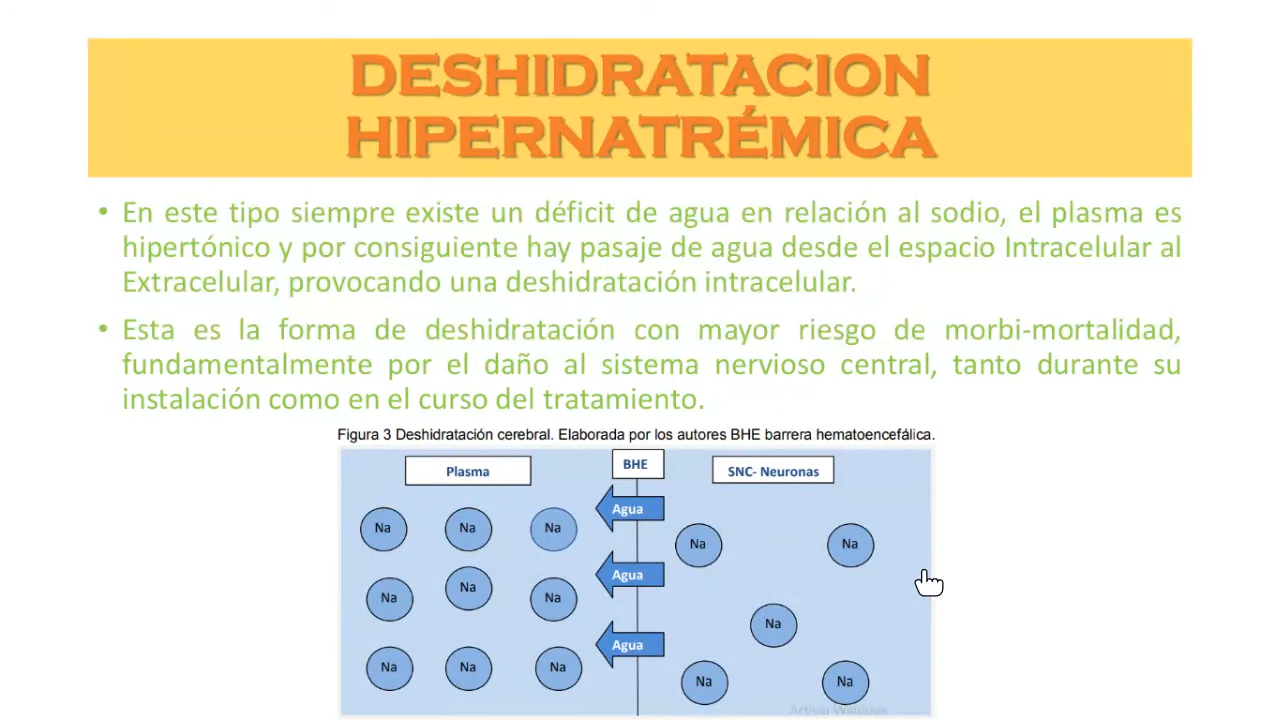 DESHIDRATACION
HIPERNATRÉMICA
• En este tipo siempre existe un déficit de agua en relación al sodio, el plasma es
hipertónico y por consiguiente hay pasaje de agua desde el espacio Intracelular al
Extracelular, provocando una deshidratación intracelular.
• Esta es la forma de deshidratación con mayor riesgo de morbi-mortalidad,
fundamentalmente por el daño al sistema nervioso central, tanto durante su
instalación como en el curso del tratamiento.
Figura 3 Deshidratación cerebral. Elaborada por los autores BHE barrera hematoencefálica.
Plasma
BHE
SNC- Neuronas
Na Na Na
Agua
Na Na
Na Na Na
Agua
Na
Na Na Na
Agua
Na Na
Activar Windows